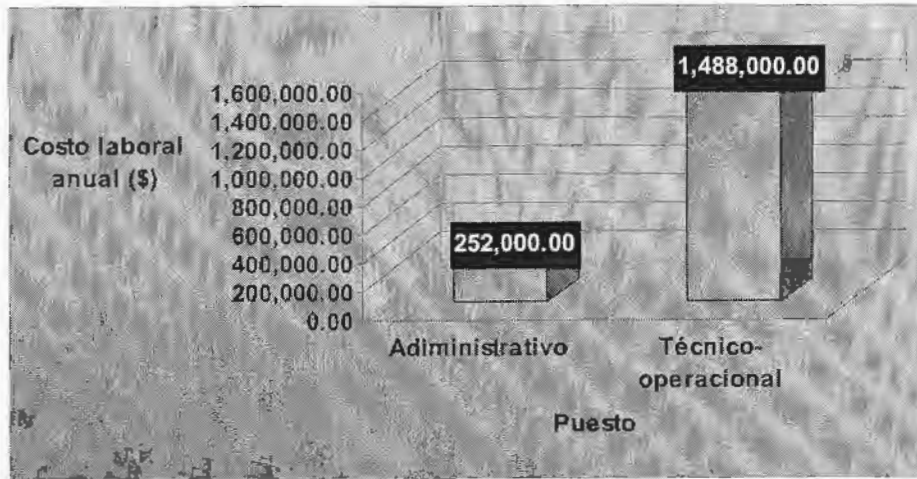 1,488,000.00
1,600,000.00
1,400,000.00
1,200,000.00
1,000,000.00
800,000.00
600,000.00
400,000.00
200,000.00
0.00
Costo laboral
anual ($)
252,000.00
Adiministrativo
Técnico-
operacional
Puesto